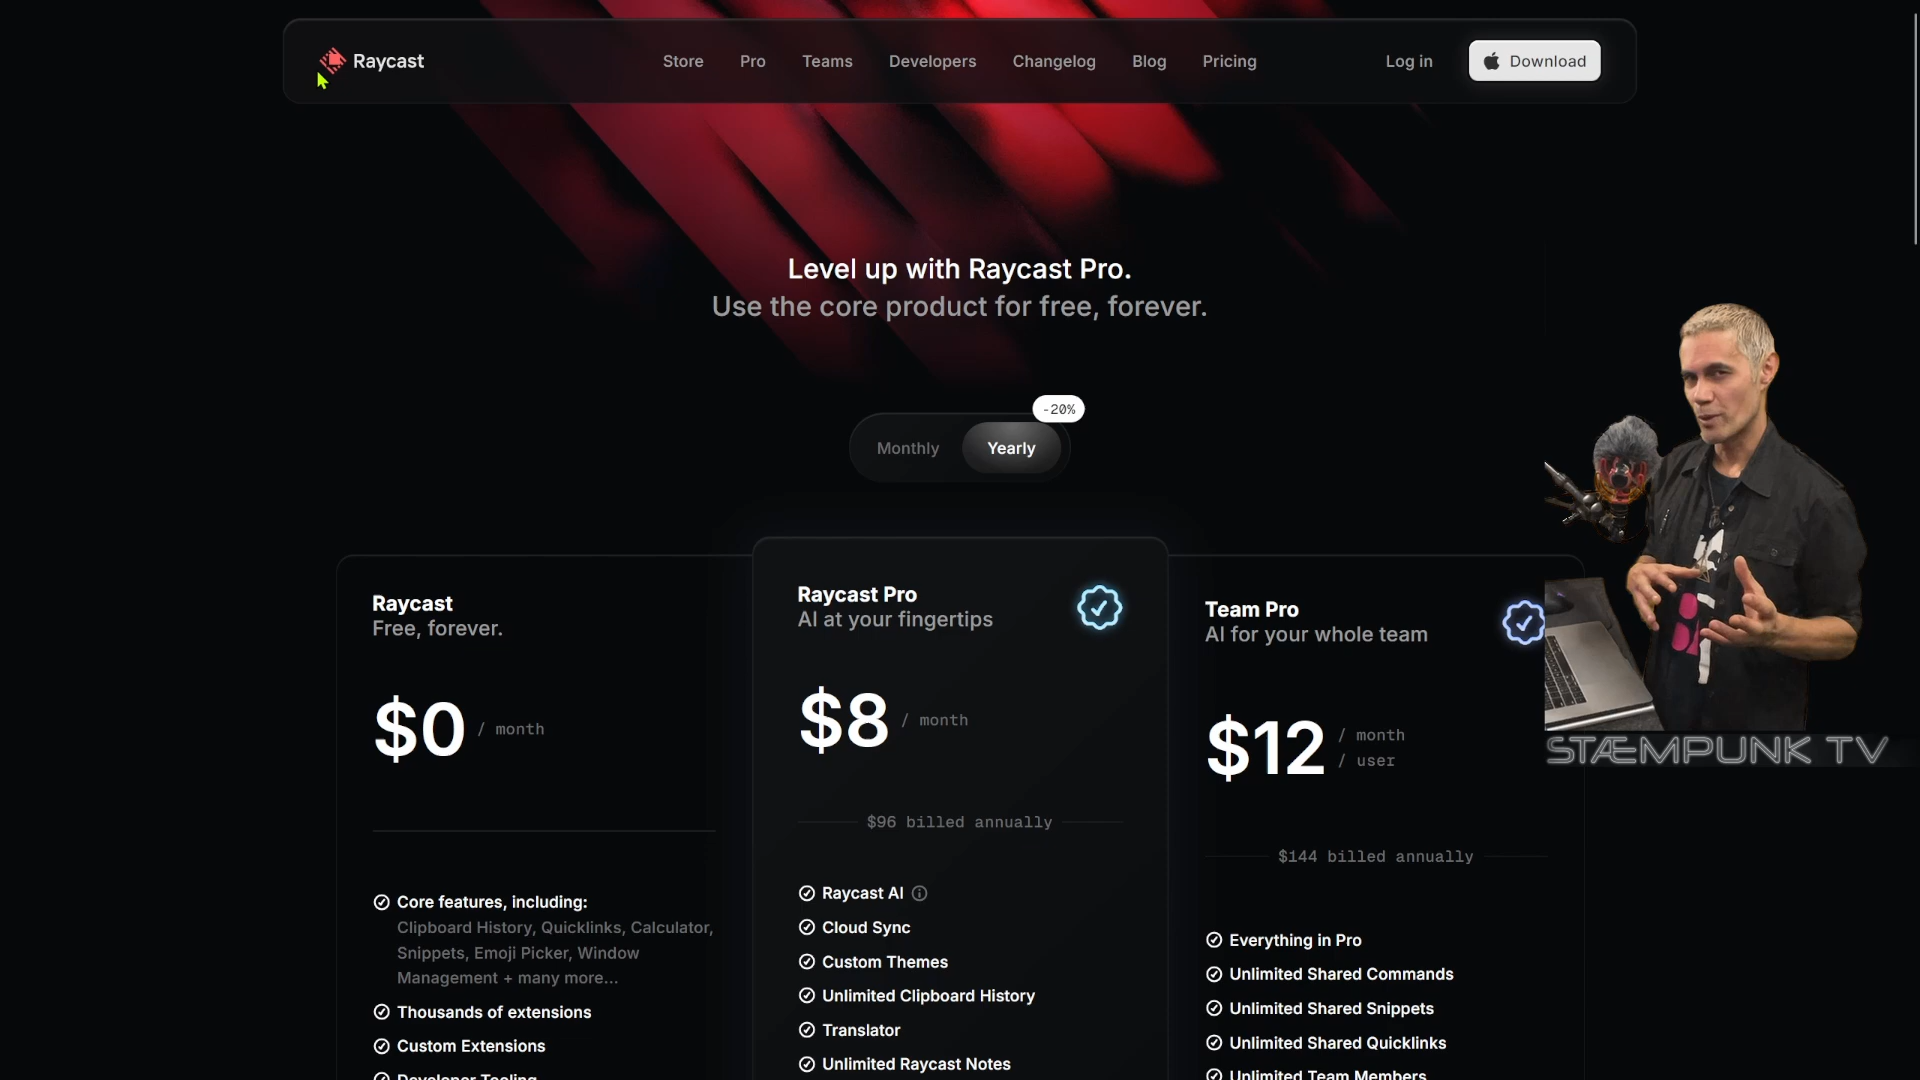 Raycast
Store
Pro
Teams
Developers
Changelog
Blog
Pricing
Log in
Download
Level up with Raycast Pro.
Use the core product for free, forever.
-20%
Monthly
Yearly
Raycast
Free, forever.
$0 / month
Core features, including:
Clipboard History, Quicklinks, Calculator,
Snippets, Emoji Picker, Window
Management + many more...
Thousands of extensions
Custom Extensions
Developer Tooling
Raycast Pro
AI at your fingertips
$8 / month
$96 billed annually
Raycast AI
Cloud Sync
Custom Themes
Unlimited Clipboard History
Translator
Unlimited Raycast Notes
Team Pro
AI for your whole team
$12 / month
/ user
$144 billed annually
Everything in Pro
Unlimited Shared Commands
Unlimited Shared Snippets
Unlimited Shared Quicklinks
Unlimited Team Members
STÆMPUNK TV